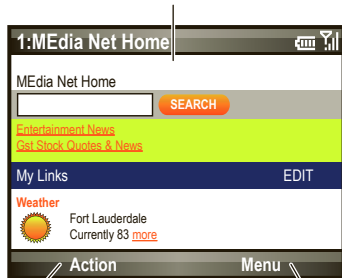 1:MEdia Net Home
MEdia Net Home
SEARCH
Entertainment News
Gst Stock Quotes & News
My Links EDIT
Weather
Fort Lauderdale
Currently 83 more
Action Menu